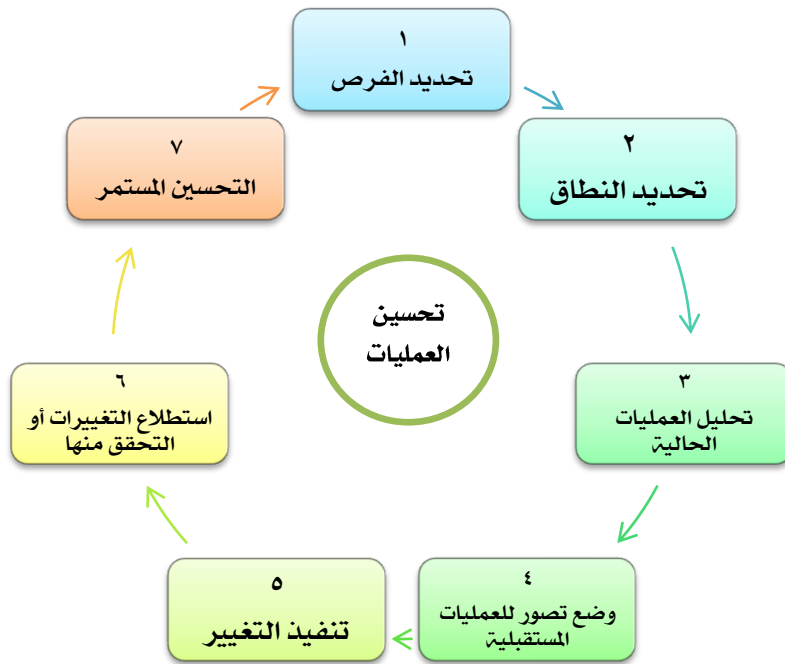 ١
تحديد الفرص
٢
تحديد النطاق
٣
تحليل العمليات
الحالية
٤
وضع تصور للعمليات
المستقبلية
٥
تنفيذ التغيير
٦
استطلاع التغييرات أو
التحقق منها
٧
التحسين المستمر
تحسين
العمليات